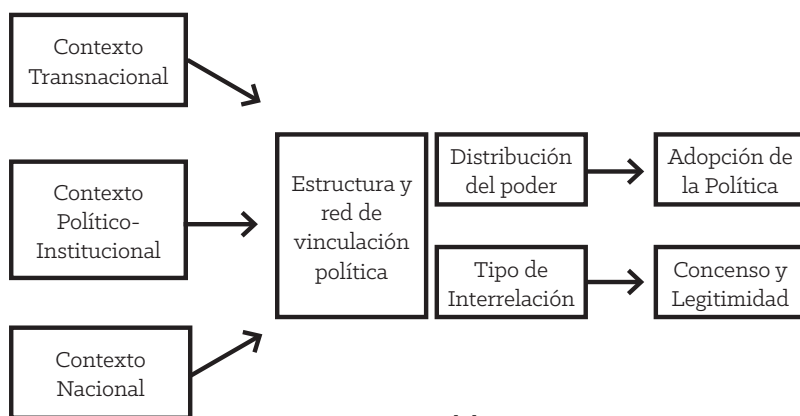 Contexto
Transnacional
Contexto
Político-
Institucional
Contexto
Nacional
Estructura y
red de
vinculación
política
Distribución
del poder
Tipo de
Interrelación
Adopción de
la Política
Concenso y
Legitimidad